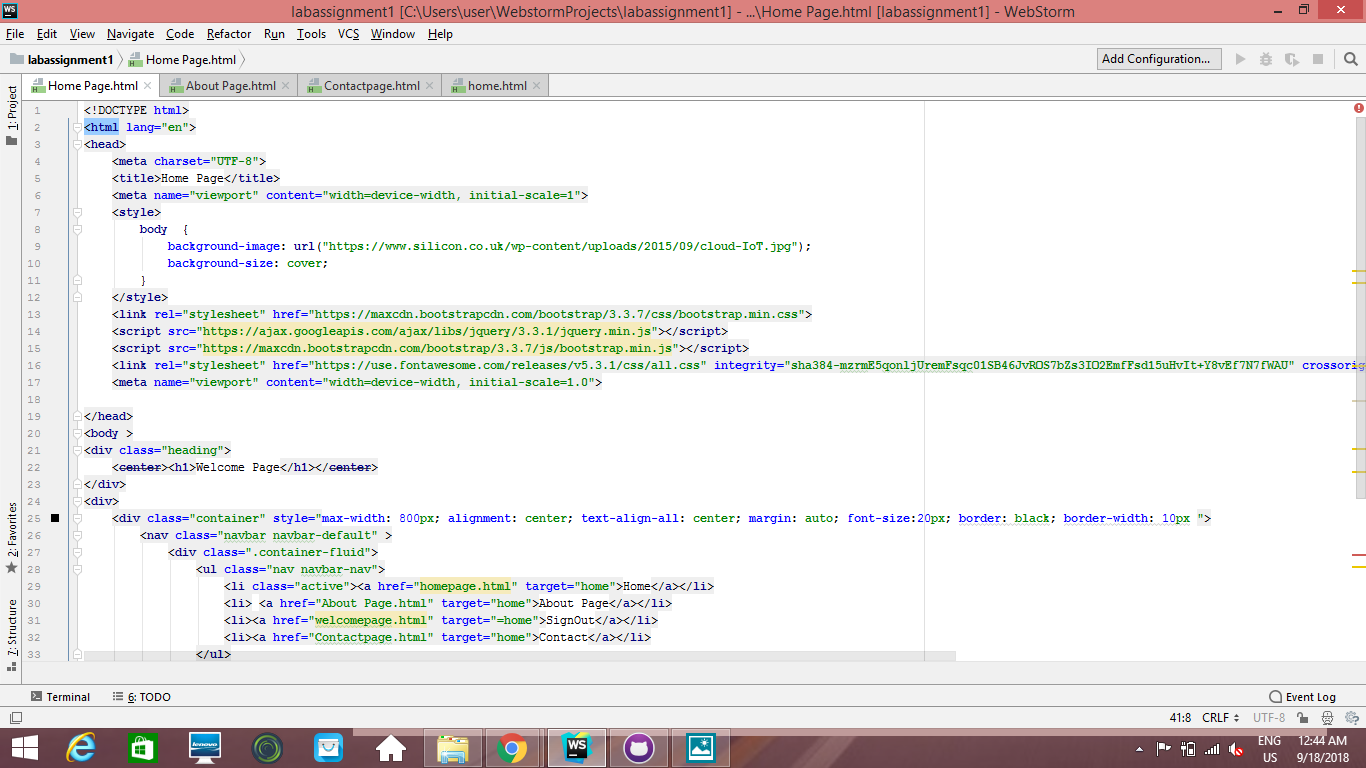 WS labassignment1 [C:\Users\user\WebstormProjects\labassignment1] - ...\Home Page.html [labassignment1] - WebStorm
File Edit View Navigate Code Refactor Run Tools VCS Window Help
labassignment1 Home Page.html Add Configuration...
Home Page.html About Page.html Contactpage.html home.html
1: Project
2: Favorites
7: Structure
1 <!DOCTYPE html>
2 <html lang="en">
3 <head>
4 <meta charset="UTF-8">
5 <title>Home Page</title>
6 <meta name="viewport" content="width=device-width, initial-scale=1">
7 <style>
8 body {
9 background-image: url("https://www.silicon.co.uk/wp-content/uploads/2015/09/cloud-IoT.jpg");
10 background-size: cover;
11 }
12 </style>
13 <link rel="stylesheet" href="https://maxcdn.bootstrapcdn.com/bootstrap/3.3.7/css/bootstrap.min.css">
14 <script src="https://ajax.googleapis.com/ajax/libs/jquery/3.3.1/jquery.min.js"></script>
15 <script src="https://maxcdn.bootstrapcdn.com/bootstrap/3.3.7/js/bootstrap.min.js"></script>
16 <link rel="stylesheet" href="https://use.fontawesome.com/releases/v5.3.1/css/all.css" integrity="sha384-mzrmE5qonljUremFsqc01SB46JvROS7bZs3IO2EmfFsd15uHvIt+Y8vEf7N7fWAU" crossorig
17 <meta name="viewport" content="width=device-width, initial-scale=1.0">
18
19 </head>
20 <body >
21 <div class="heading">
22 <center><h1>Welcome Page</h1></center>
23 </div>
24 <div>
25 <div class="container" style="max-width: 800px; alignment: center; text-align-all: center; margin: auto; font-size:20px; border: black; border-width: 10px ">
26 <nav class="navbar navbar-default" >
27 <div class=".container-fluid">
28 <ul class="nav navbar-nav">
29 <li class="active"><a href="homepage.html" target="home">Home</a></li>
30 <li> <a href="About Page.html" target="home">About Page</a></li>
31 <li><a href="welcomepage.html" target="=home">SignOut</a></li>
32 <li><a href="Contactpage.html" target="home">Contact</a></li>
33 </ul>
Terminal 6: TODO Event Log
41:8 CRLF UTF-8
lenovo WS ENG 12:44 AM
US 9/18/2018